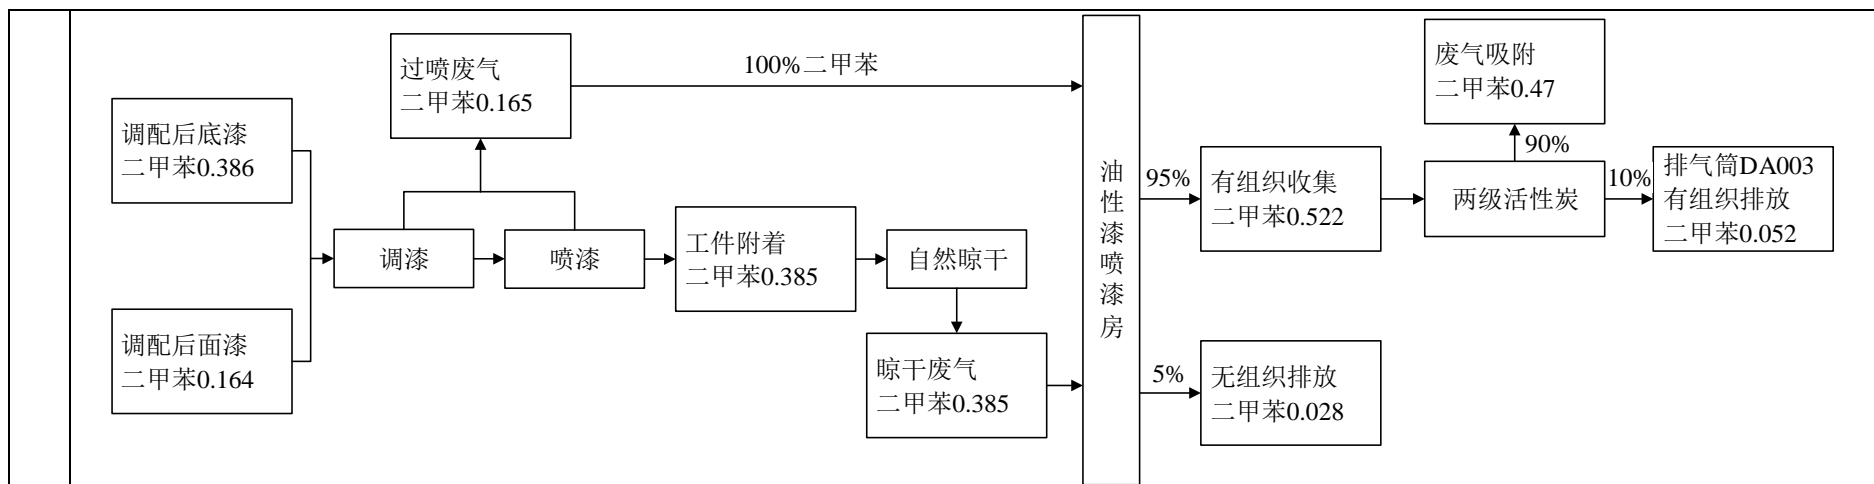 过喷废气
二甲苯0.165
100%二甲苯
废气吸附
二甲苯0.47
90%
调配后底漆
二甲苯0.386
调漆
喷漆
工件附着
二甲苯0.385
自然晾干
调配后面漆
二甲苯0.164
晾干废气
二甲苯0.385
油性漆喷漆房
95%
有组织收集
二甲苯0.522
两级活性炭
10%
排气筒DA003
有组织排放
二甲苯0.052
5%
无组织排放
二甲苯0.028